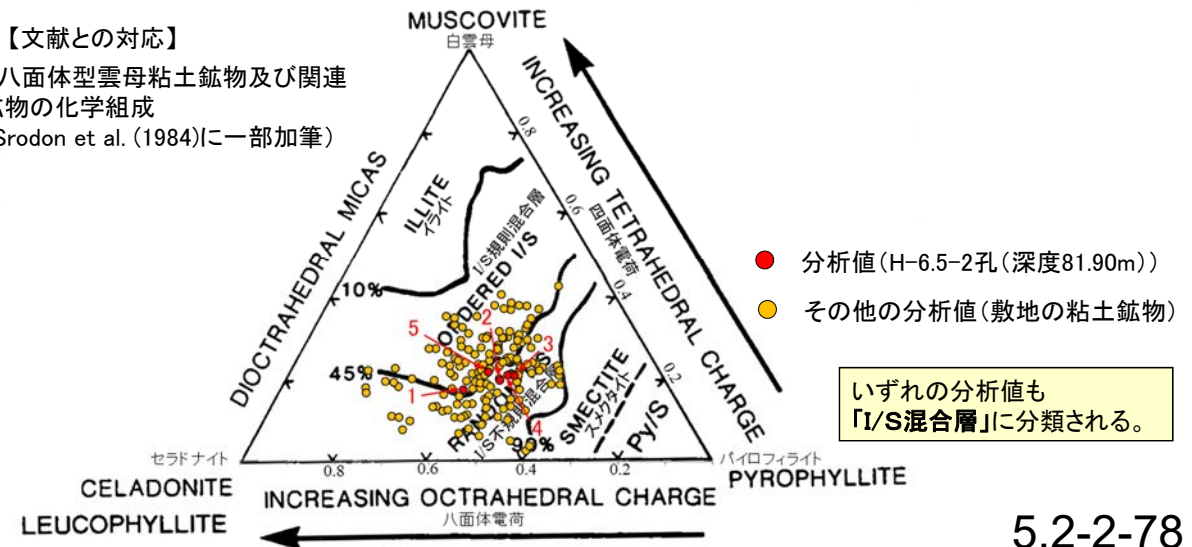 【文献との対応】
八面体型雲母粘土鉱物及び関連
鉱物の化学組成
Srodon et al. (1984)に一部加筆）
MUSCOVITE
白雲母
DIOCTRAHEDRAL MICAS
INCREASING TETRAHEDRAL CHARGE
四面体電荷
0.8
0.6
0.4
0.2
ILLITE
イライト
I/S規則混合層
ORDERED I/S
10%
45%
90%
I/S不規則混合層
SMECTITE
スメクタイト
Py/S
5
2
3
1
4
セラドナイト
CELADONITE
LEUCOPHYLLITE
0.8
0.6
0.4
0.2
パイロフィライト
PYROPHYLLITE
INCREASING OCTRAHEDRAL CHARGE
八面体電荷
分析値（H-6.5-2孔（深度81.90m））
その他の分析値（敷地の粘土鉱物）
いずれの分析値も
「I/S混合層」に分類される。
5.2-2-78